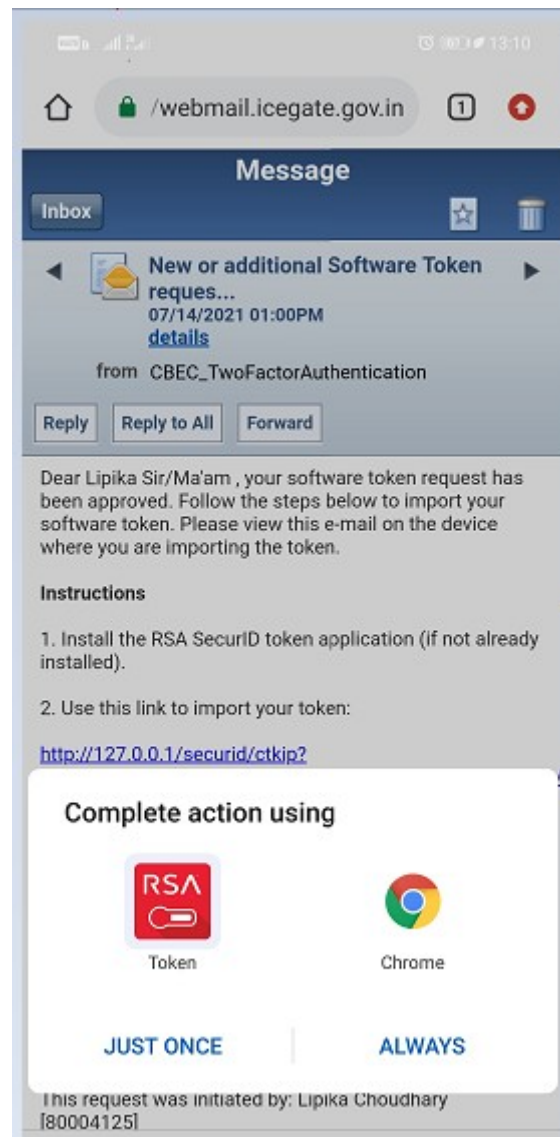 13:10
/webmail.icegate.gov.in
1
Message
Inbox
New or additional Software Token
reques...
07/14/2021 01:00PM
details
from CBEC_TwoFactorAuthentication
Reply
Reply to All
Forward
Dear Lipika Sir/Ma'am , your software token request has
been approved. Follow the steps below to import your
software token. Please view this e-mail on the device
where you are importing the token.
Instructions
1. Install the RSA SecurID token application (if not already
installed).
2. Use this link to import your token:
http://127.0.0.1/securid/ctkip?
Complete action using
RSA
Token
Chrome
JUST ONCE
ALWAYS
This request was initiated by: Lipika Choudhary
[80004125]